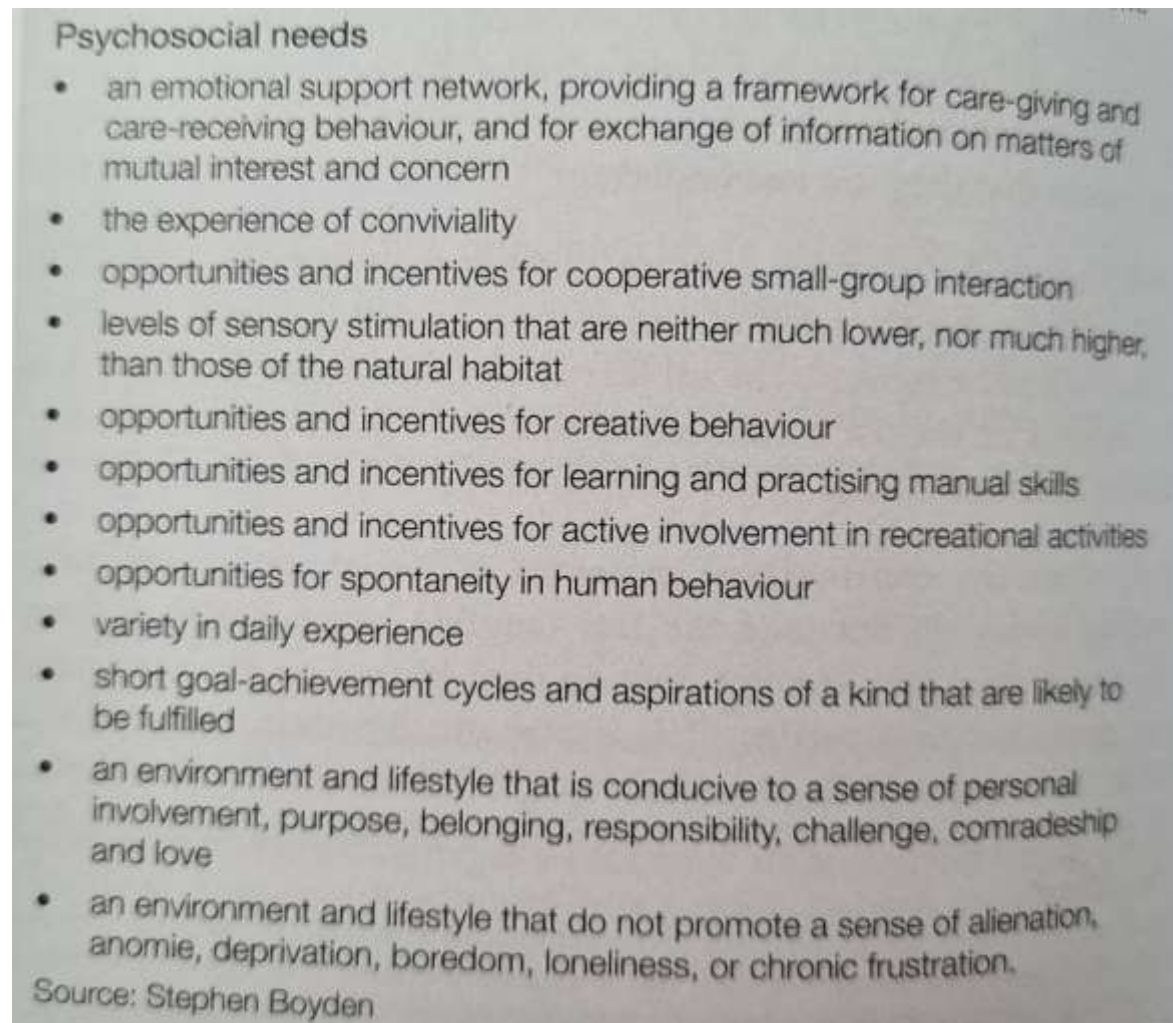 Psychosocial needs
• an emotional support network, providing a framework for care-giving and
care-receiving behaviour, and for exchange of information on matters of
mutual interest and concern
• the experience of conviviality
• opportunities and incentives for cooperative small-group interaction
• levels of sensory stimulation that are neither much lower, nor much higher,
than those of the natural habitat
• opportunities and incentives for creative behaviour
• opportunities and incentives for learning and practising manual skills
• opportunities and incentives for active involvement in recreational activities
• opportunities for spontaneity in human behaviour
• variety in daily experience
• short goal-achievement cycles and aspirations of a kind that are likely to
be fulfilled
• an environment and lifestyle that is conducive to a sense of personal
involvement, purpose, belonging, responsibility, challenge, comradeship
and love
• an environment and lifestyle that do not promote a sense of alienation,
anomie, deprivation, boredom, loneliness, or chronic frustration.
Source: Stephen Boyden